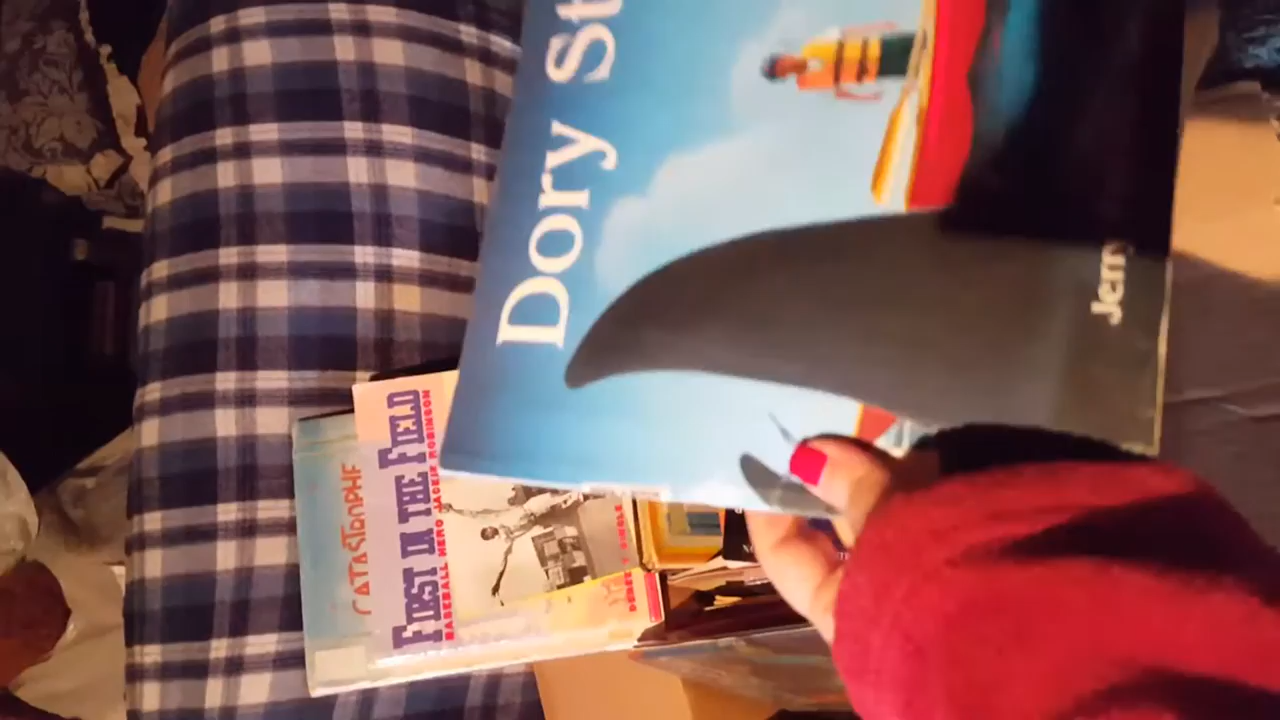 Dory St
Jerr
FIRST IN THE FIELD
BASEBALL HERO JACKIE ROBINSON
CATASTROPHE